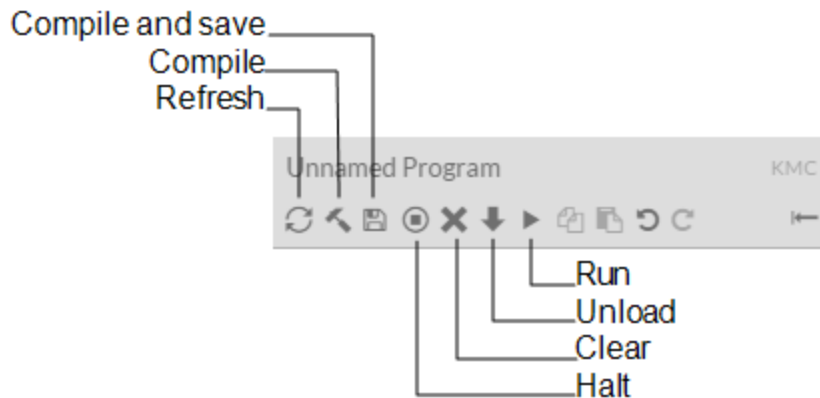 Compile and save
Compile
Refresh
Unnamed Program KMC
Run
Unload
Clear
Halt